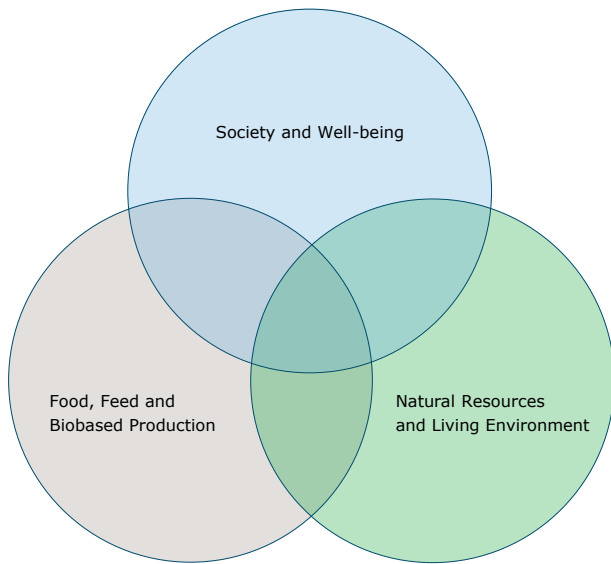 Society and Well-being
Food, Feed and
Biobased Production
Natural Resources
and Living Environment